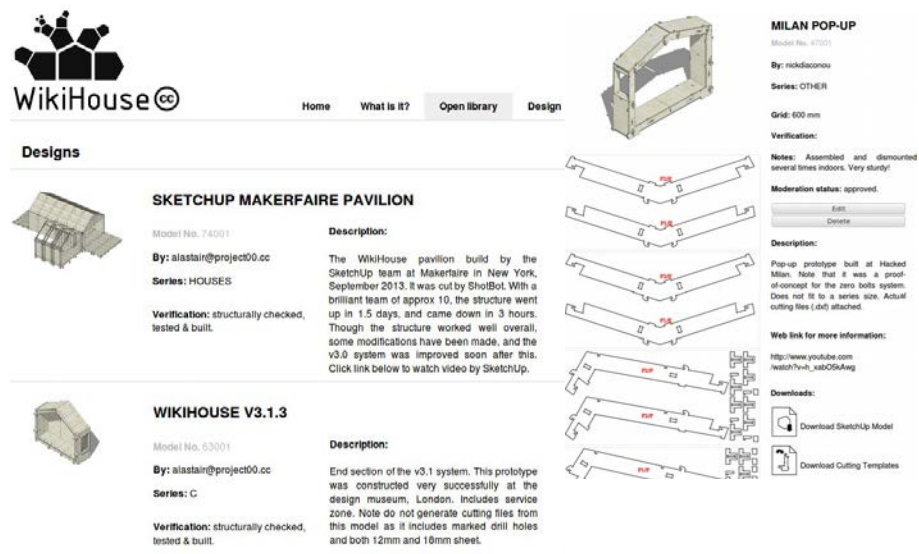 WikiHouse cc
Home What is it? Open library Design
Designs
SKETCHUP MAKERFAIRE PAVILION
Model No. 74001
By: alastair@project00.cc
Series: HOUSES
Verification: structurally checked,
tested & built.
Description:
The WikiHouse pavilion build by the
SketchUp team at Makerfaire in New York,
September 2013. It was cut by ShotBot. With a
brilliant team of approx 10, the structure went
up in 1.5 days, and came down in 3 hours.
Though the structure worked well overall,
some modifications have been made, and the
v3.0 system was improved soon after this.
Click link below to watch video by SketchUp.
WIKIHOUSE V3.1.3
Model No. 63001
By: alastair@project00.cc
Series: C
Verification: structurally checked,
tested & built.
Description:
End section of the v3.1 system. This prototype
was constructed very successfully at the
design museum, London. Includes service
zone. Note do not generate cutting files from
this model as it includes marked drill holes
and both 12mm and 18mm sheet.
MILAN POP-UP
Model No. 47001
By: nickdiaconou
Series: OTHER
Grid: 600 mm
Verification:
Notes: Assembled and dismounted
several times indoors. Very sturdy!
Moderation status: approved.
Edit
Delete
Description:
Pop-up prototype built at Hacked
Milan. Note that it was a proof-
of-concept for the zero bolts system.
Does not fit to a series size. Actual
cutting files (.dxf) attached.
Web link for more information:
http://www.youtube.com
/watch?v=h_xabO5kAwg
Downloads:
Download SketchUp Model
Download Cutting Templates